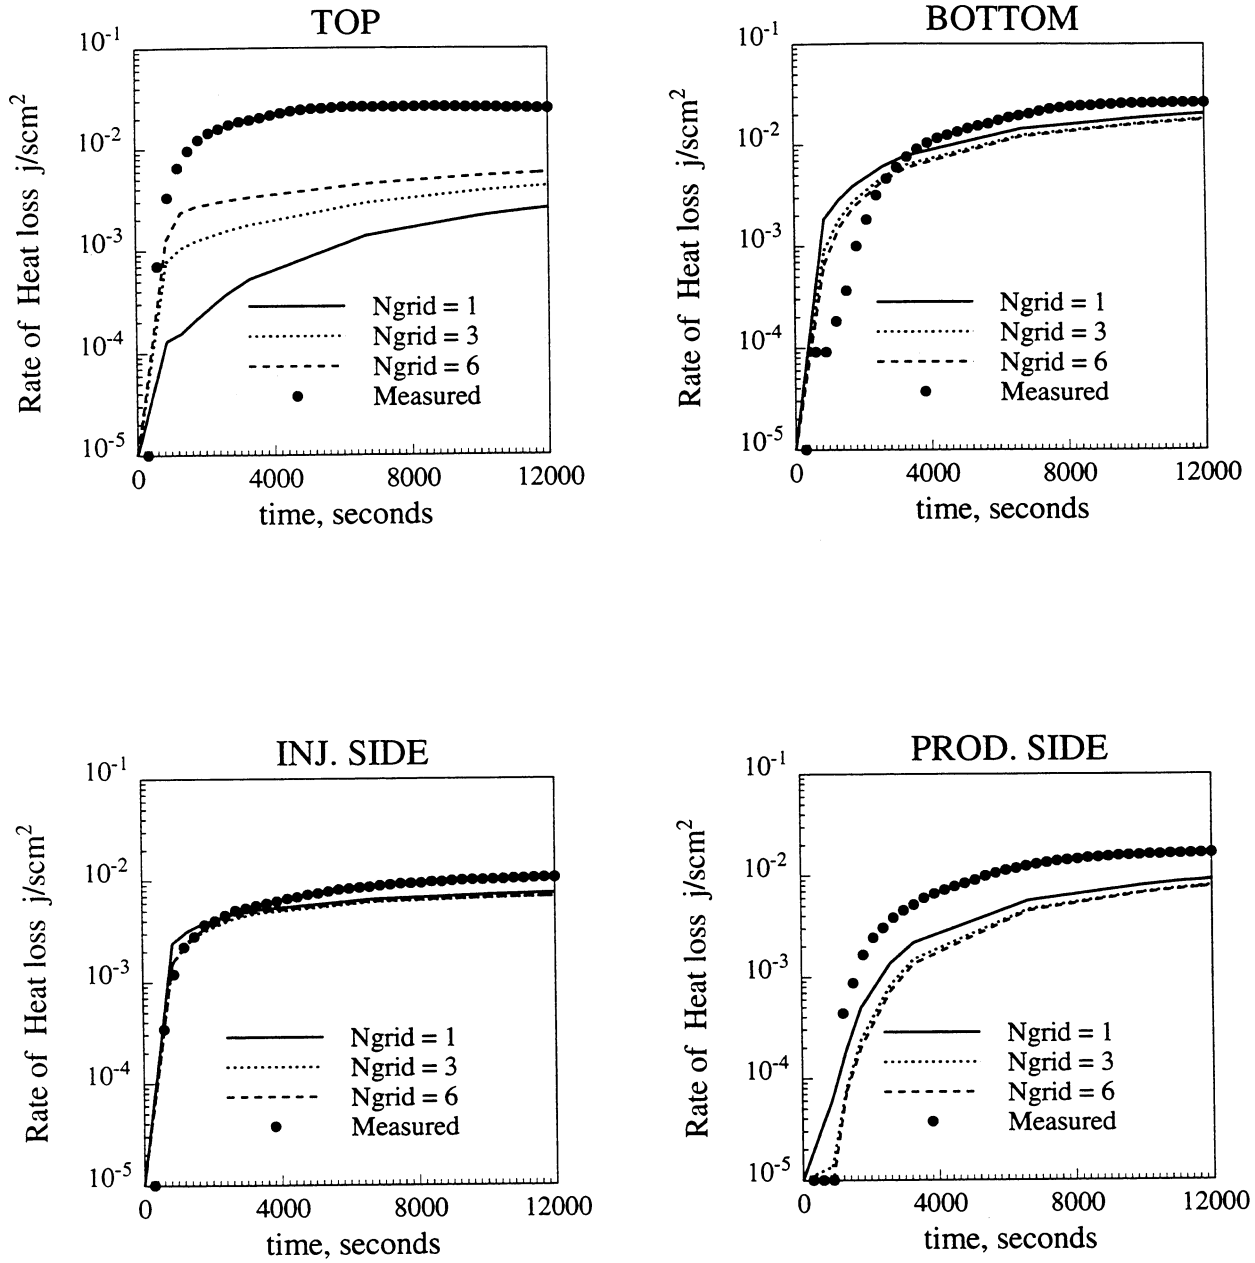 TOP
Rate of Heat loss j/scm²
10⁻¹
10⁻²
10⁻³
10⁻⁴
10⁻⁵
Ngrid = 1
Ngrid = 3
Ngrid = 6
Measured
0 4000 8000 12000
time, seconds
BOTTOM
Rate of Heat loss j/scm²
10⁻¹
10⁻²
10⁻³
10⁻⁴
10⁻⁵
Ngrid = 1
Ngrid = 3
Ngrid = 6
Measured
0 4000 8000 12000
time, seconds
INJ. SIDE
Rate of Heat loss j/scm²
10⁻¹
10⁻²
10⁻³
10⁻⁴
10⁻⁵
Ngrid = 1
Ngrid = 3
Ngrid = 6
Measured
0 4000 8000 12000
time, seconds
PROD. SIDE
Rate of Heat loss j/scm²
10⁻¹
10⁻²
10⁻³
10⁻⁴
10⁻⁵
Ngrid = 1
Ngrid = 3
Ngrid = 6
Measured
0 4000 8000 12000
time, seconds